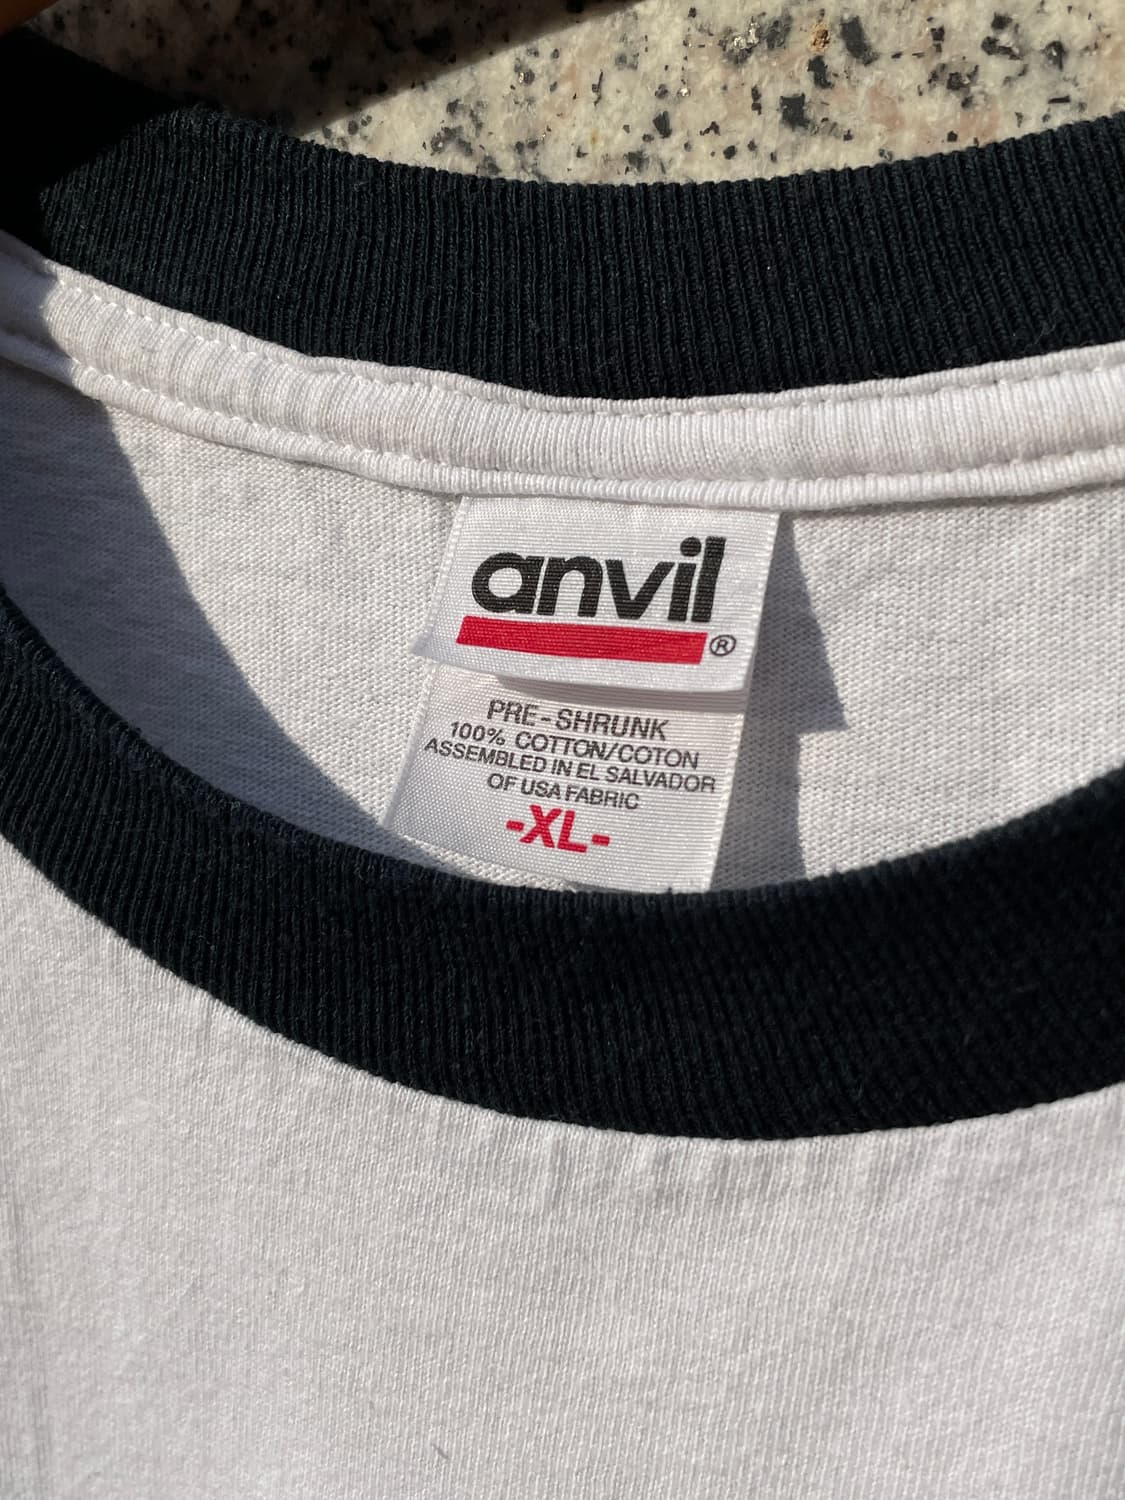 anvil
®
PRE-SHRUNK
100% COTTON/COTON
ASSEMBLED IN EL SALVADOR
OF USA FABRIC
-XL-